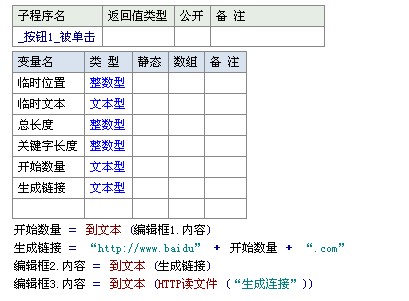 子程序名 返回值类型 公开 备 注
_按钮1_被单击
变量名 类 型 静态 数组 备 注
临时位置 整数型
临时文本 文本型
总长度 整数型
关键字长度 整数型
开始数量 文本型
生成链接 文本型
开始数量 = 到文本 (编辑框1.内容)
生成链接 = “http://www.baidu” + 开始数量 + “.com”
编辑框2.内容 = 到文本 (生成链接)
编辑框3.内容 = 到文本 (HTTP读文件 (“生成连接”))